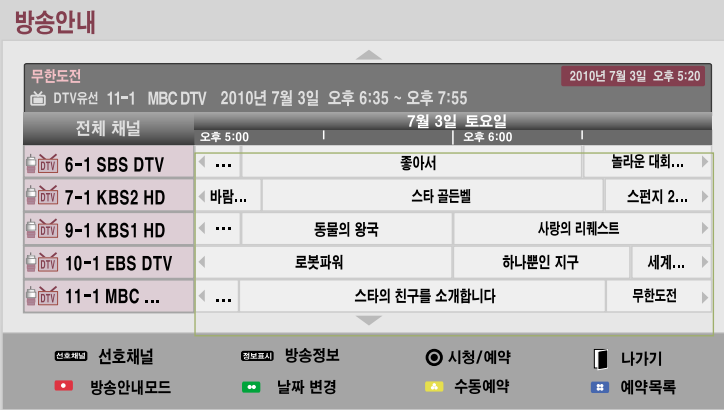 방송안내
무한도전
2010년 7월 3일 오후 5:20
DTV유선 11-1 MBC DTV 2010년 7월 3일 오후 6:35 ~ 오후 7:55
전체 채널
7월 3일 토요일
오후 5:00 오후 6:00
DTV 6-1 SBS DTV ... 좋아서 놀라운 대회...
DTV 7-1 KBS2 HD 바람... 스타 골든벨 스펀지 2...
DTV 9-1 KBS1 HD ... 동물의 왕국 사랑의 리퀘스트
DTV 10-1 EBS DTV 로봇파워 하나뿐인 지구 세계...
DTV 11-1 MBC ... ... 스타의 친구를 소개합니다 무한도전
선호채널 선호채널 정보표시 방송정보 시청/예약 나가기
방송안내모드 날짜 변경 수동예약 예약목록